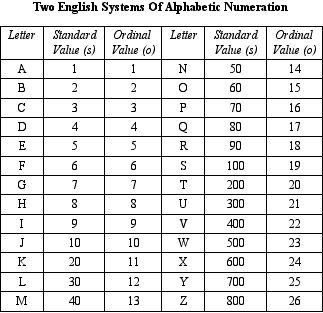 Two English Systems Of Alphabetic Numeration
Letter Standard Value (s) Ordinal Value (o) Letter Standard Value (s) Ordinal Value (o)
A 1 1 N 50 14
B 2 2 O 60 15
C 3 3 P 70 16
D 4 4 Q 80 17
E 5 5 R 90 18
F 6 6 S 100 19
G 7 7 T 200 20
H 8 8 U 300 21
I 9 9 V 400 22
J 10 10 W 500 23
K 20 11 X 600 24
L 30 12 Y 700 25
M 40 13 Z 800 26